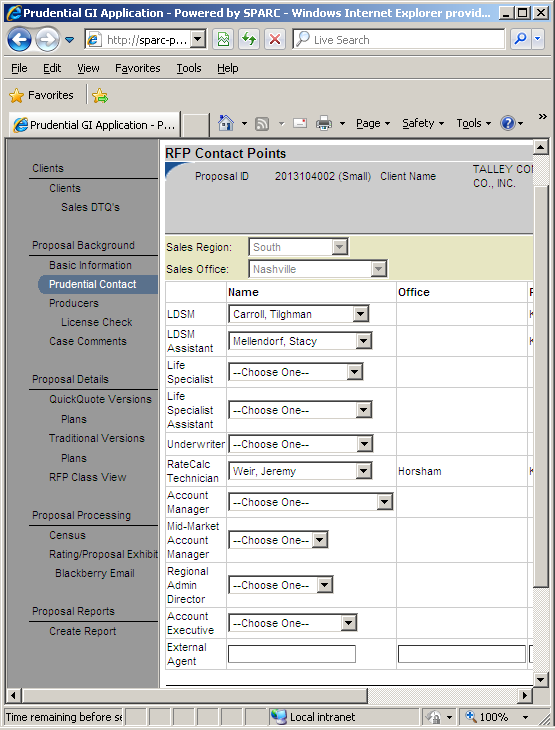 Prudential GI Application - Powered by SPARC - Windows Internet Explorer provid...
http://sparc-p...
Live Search
File Edit View Favorites Tools Help
Favorites
Prudential GI Application - P...
Page Safety Tools
Clients
Clients
Sales DTQ's
Proposal Background
Basic Information
Prudential Contact
Producers
License Check
Case Comments
Proposal Details
QuickQuote Versions
Plans
Traditional Versions
Plans
RFP Class View
Proposal Processing
Census
Rating/Proposal Exhibit
Blackberry Email
Proposal Reports
Create Report
RFP Contact Points
Proposal ID 2013104002 (Small) Client Name TALLEY CO
CO., INC.
Sales Region: South
Sales Office: Nashville
Name Office
LDSM Carroll, Tilghman
LDSM
Assistant Mellendorf, Stacy
Life
Specialist --Choose One--
Life
Specialist
Assistant --Choose One--
Underwriter --Choose One--
RateCalc
Technician Weir, Jeremy Horsham
Account
Manager --Choose One--
Mid-Market
Account
Manager --Choose One--
Regional
Admin
Director --Choose One--
Account
Executive --Choose One--
External
Agent
Time remaining before se
Local intranet
100%